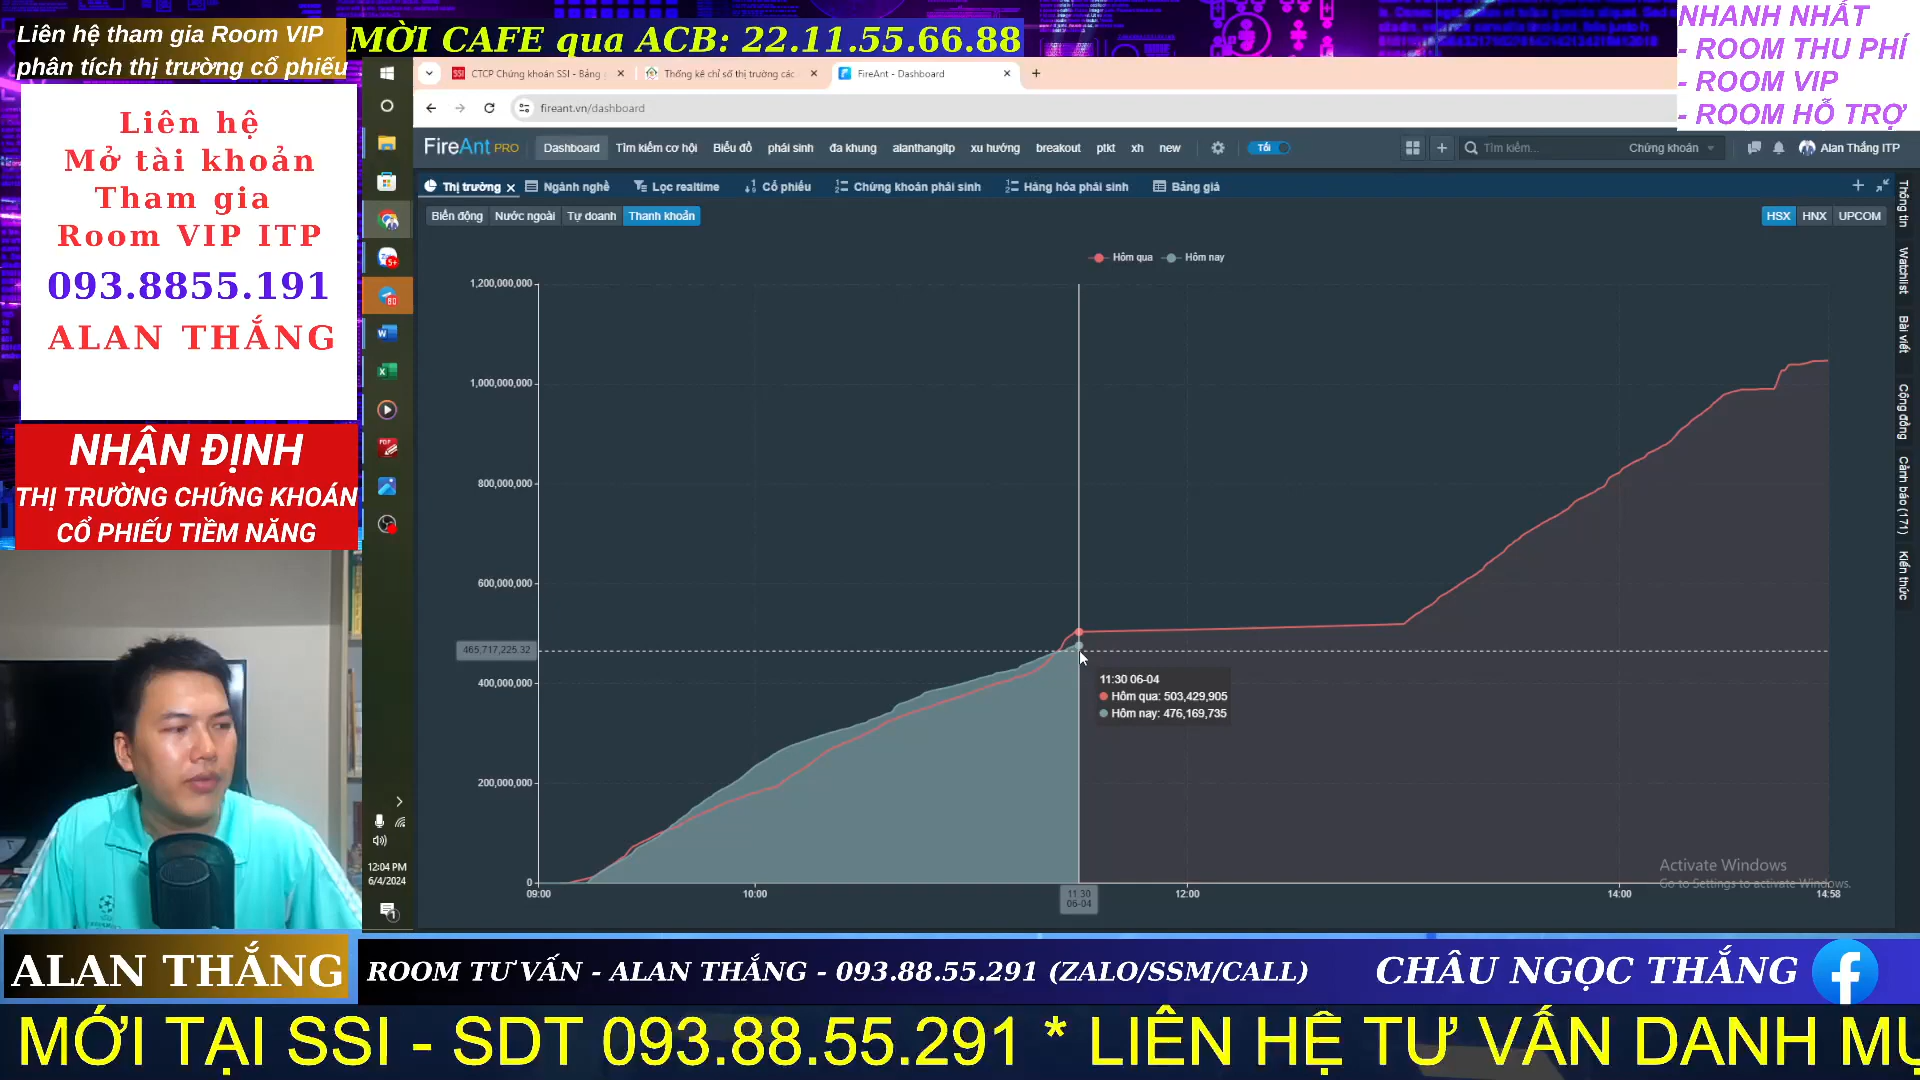 Liên hệ tham gia Room VIP
phân tích thị trường cổ phiếu
MỜI CAFE qua ACB: 22.11.55.66.88
NHANH NHẤT
- ROOM THU PHÍ
- ROOM VIP
- ROOM HỖ TRỢ
Liên hệ
Mở tài khoản
Tham gia
Room VIP ITP
093.8855.191
ALAN THẮNG
NHẬN ĐỊNH
THỊ TRƯỜNG CHỨNG KHOÁN
CỔ PHIẾU TIỀM NĂNG
CTCP Chứng khoán SSI - Bảng
Thống kê chỉ số thị trường các
FireAnt - Dashboard
fireant.vn/dashboard
FireAnt PRO
Dashboard
Tìm kiếm cơ hội
Biểu đồ
phái sinh
đa khung
alanthangitp
xu hướng
breakout
ptkt
xh
new
Tối
Tìm kiếm...
Chứng khoán
Alan Thắng ITP
Thị trường
Ngành nghề
Lọc realtime
Cổ phiếu
Chứng khoán phái sinh
Hàng hóa phái sinh
Bảng giá
Biến động
Nước ngoài
Tự doanh
Thanh khoản
HSX
HNX
UPCOM
Thông tin
Watchlist
Bài viết
Cộng đồng
Cảnh báo (171)
Kiến thức
Hôm qua
Hôm nay
1,200,000,000
1,000,000,000
800,000,000
600,000,000
465,717,225.32
400,000,000
200,000,000
0
11:30 06-04
Hôm qua: 503,429,905
Hôm nay: 476,169,735
09:00
10:00
11:30
06-04
12:00
14:00
14:58
Activate Windows
Go to Settings to activate Windows.
12:04 PM
6/4/2024
ALAN THẮNG
ROOM TƯ VẤN - ALAN THẮNG - 093.88.55.291 (ZALO/SSM/CALL)
CHÂU NGỌC THẮNG
MỚI TẠI SSI - SDT 093.88.55.291 * LIÊN HỆ TƯ VẤN DANH MỤ